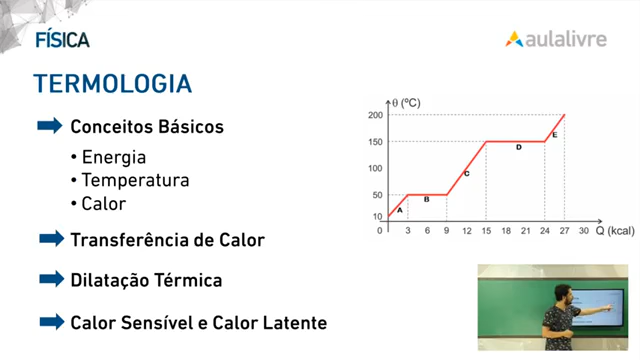 FÍSICA
aulalivre
TERMOLOGIA
Conceitos Básicos
• Energia
• Temperatura
• Calor
Transferência de Calor
Dilatação Térmica
Calor Sensível e Calor Latente
θ (ºC)
200
150
100
50
10
0
A
B
C
D
E
3 6 9 12 15 18 21 24 27 30 Q (kcal)